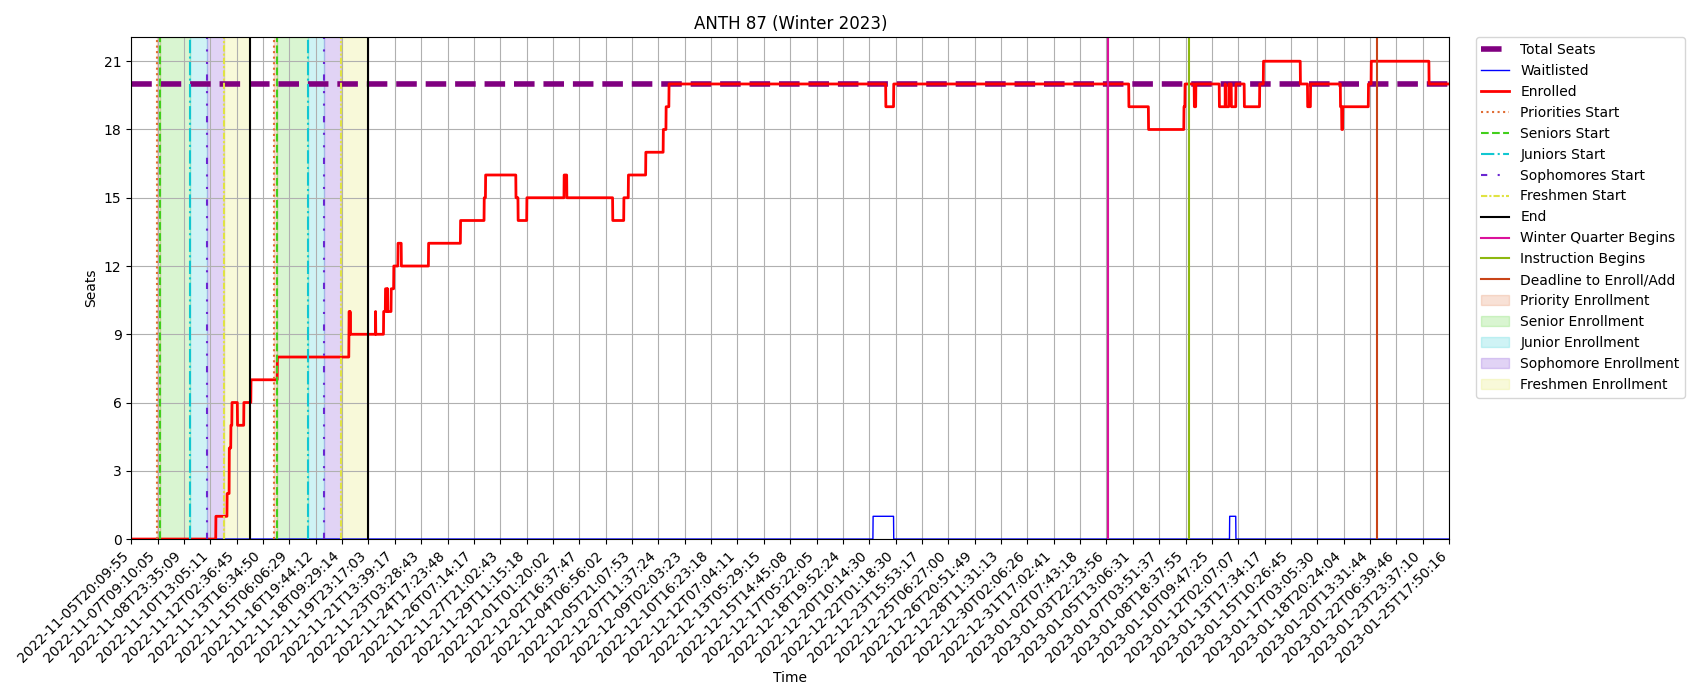 ANTH 87 (Winter 2023)
21
18
15
12
9
6
3
0
Seats
2022-11-05T20:09:55
2022-11-07T09:10:05
2022-11-08T23:35:09
2022-11-10T13:05:11
2022-11-12T02:36:45
2022-11-13T16:34:50
2022-11-15T06:06:29
2022-11-16T19:44:12
2022-11-18T09:29:14
2022-11-19T23:17:03
2022-11-21T13:39:17
2022-11-23T03:28:43
2022-11-24T17:23:48
2022-11-26T07:14:17
2022-11-27T21:02:43
2022-11-29T11:15:18
2022-12-01T01:20:02
2022-12-02T16:37:47
2022-12-04T06:56:02
2022-12-05T21:07:53
2022-12-07T11:37:24
2022-12-09T02:03:23
2022-12-10T16:23:18
2022-12-12T07:04:11
2022-12-13T05:29:15
2022-12-15T14:45:08
2022-12-17T05:22:05
2022-12-18T19:52:24
2022-12-20T10:14:30
2022-12-22T01:18:30
2022-12-23T15:53:17
2022-12-25T06:27:00
2022-12-26T20:51:49
2022-12-28T11:31:13
2022-12-30T02:06:26
2022-12-31T17:02:41
2023-01-02T07:43:18
2023-01-03T22:23:56
2023-01-05T13:06:31
2023-01-07T03:51:37
2023-01-08T18:37:55
2023-01-10T09:47:25
2023-01-12T02:07:07
2023-01-13T17:34:17
2023-01-15T10:26:45
2023-01-17T03:05:30
2023-01-18T20:24:04
2023-01-20T13:31:44
2023-01-22T06:39:46
2023-01-23T23:37:10
2023-01-25T17:50:16
Time
Total Seats
Waitlisted
Enrolled
Priorities Start
Seniors Start
Juniors Start
Sophomores Start
Freshmen Start
End
Winter Quarter Begins
Instruction Begins
Deadline to Enroll/Add
Priority Enrollment
Senior Enrollment
Junior Enrollment
Sophomore Enrollment
Freshmen Enrollment